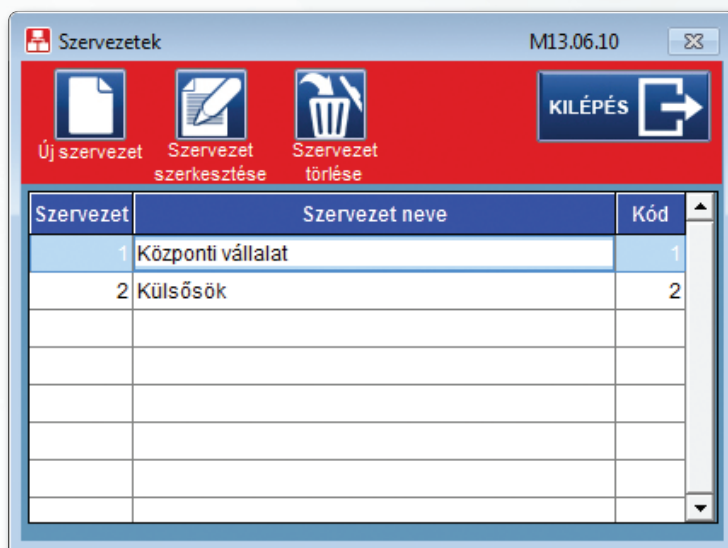 Szervezetek M13.06.10
KILÉPÉS
Új szervezet Szervezet szerkesztése Szervezet törlése
Szervezet Szervezet neve Kód
1 Központi vállalat 1
2 Külsősök 2